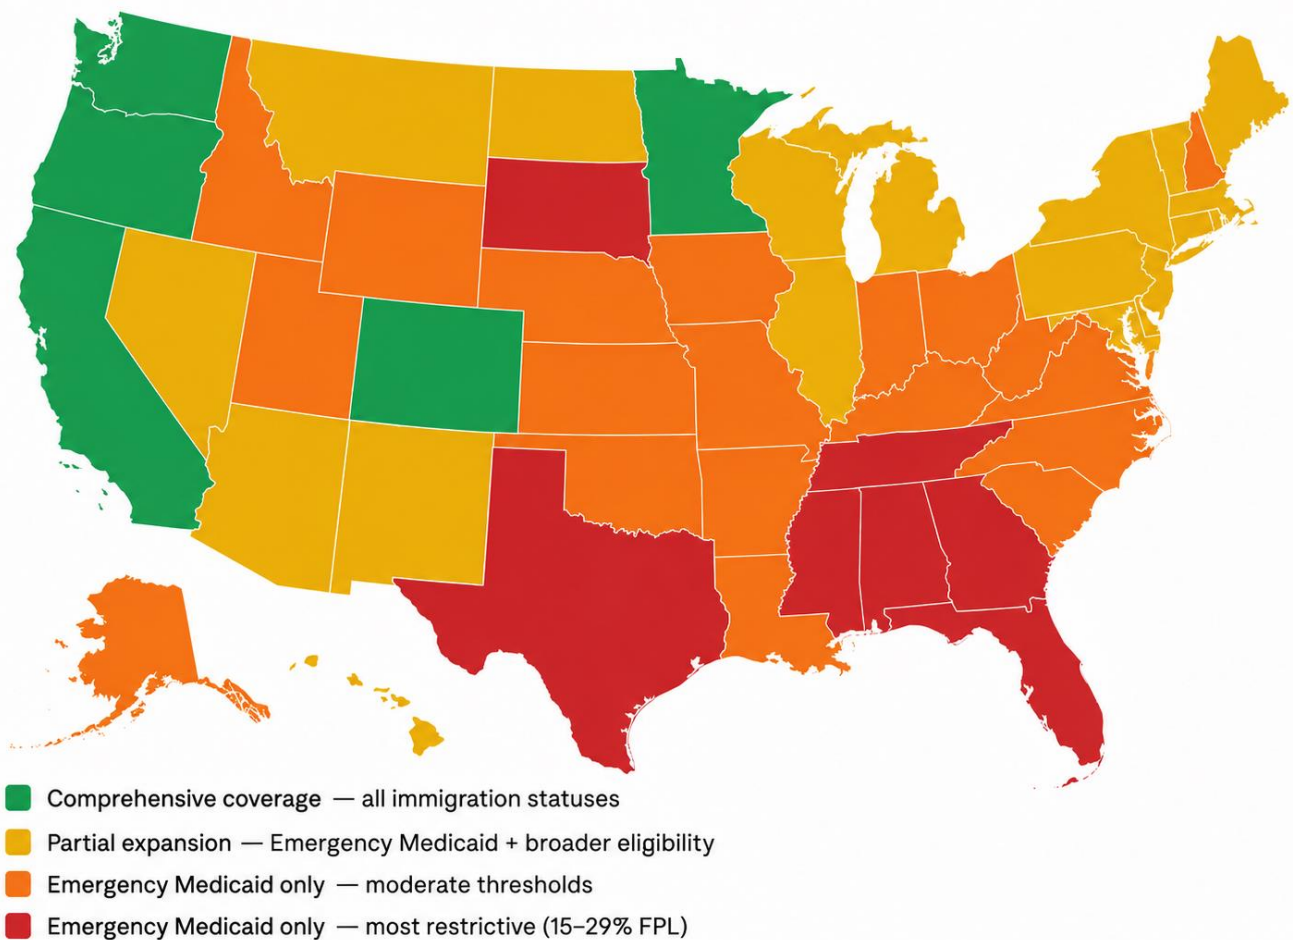 Comprehensive coverage — all immigration statuses
Partial expansion — Emergency Medicaid + broader eligibility
Emergency Medicaid only — moderate thresholds
Emergency Medicaid only — most restrictive (15–29% FPL)